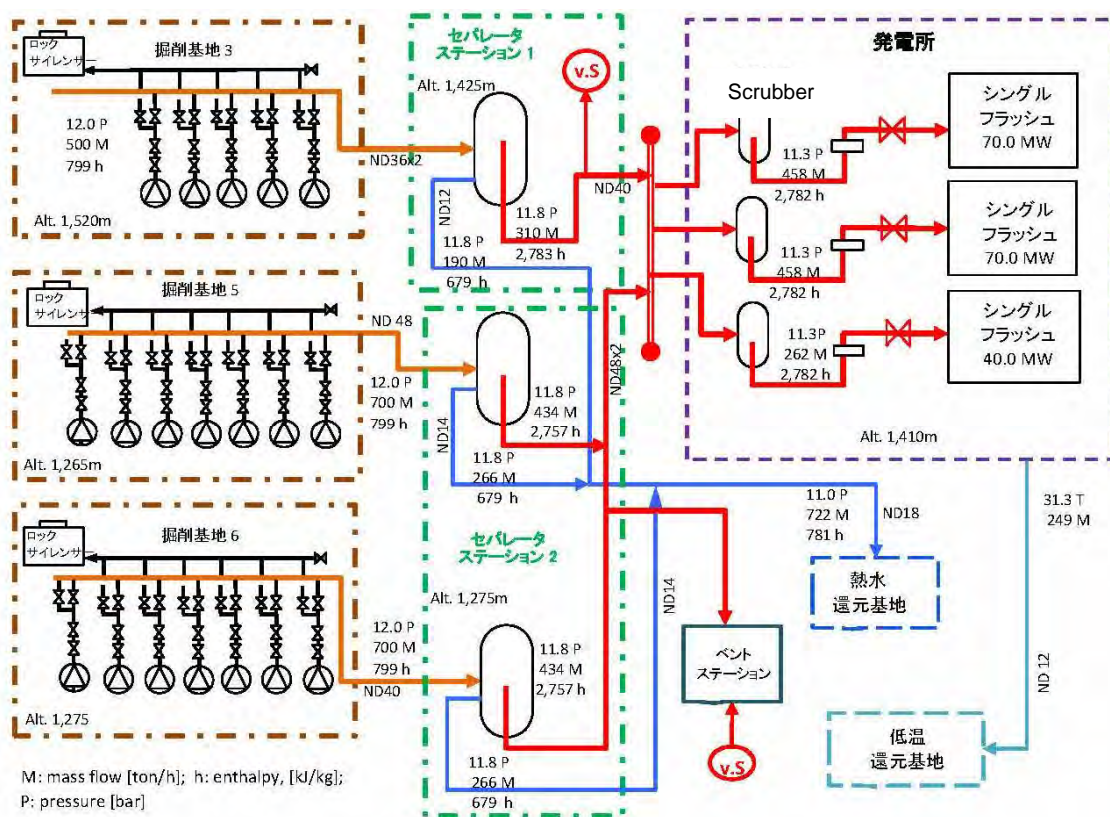 ロック
サイレンサー
掘削基地 3
12.0 P
500 M
799 h
Alt. 1,520m
ND36x2
セパレータ
ステーション 1
Alt. 1,425m
ND12
11.8 P
310 M
2,783 h
11.8 P
190 M
679 h
v.S
ND40
発電所
Scrubber
11.3 P
458 M
2,782 h
シングル
フラッシュ
70.0 MW
11.3 P
458 M
2,782 h
シングル
フラッシュ
70.0 MW
11.3P
262 M
2,782 h
シングル
フラッシュ
40.0 MW
Alt. 1,410m
ロック
サイレンサー
掘削基地 5
ND 48
12.0 P
700 M
799 h
Alt. 1,265m
ND14
11.8 P
434 M
2,757 h
11.8 P
266 M
679 h
ND48x2
セパレータ
ステーション 2
Alt. 1,275m
ロック
サイレンサー
掘削基地 6
12.0 P
700 M
799 h
ND40
Alt. 1,275
11.8 P
434 M
2,757 h
11.8 P
266 M
679 h
ND14
11.0 P
722 M
781 h
ND18
31.3 T
249 M
熱水
還元基地
ベント
ステーション
v.S
ND 12
低温
還元基地
M: mass flow [ton/h]; h: enthalpy, [kJ/kg];
P: pressure [bar]